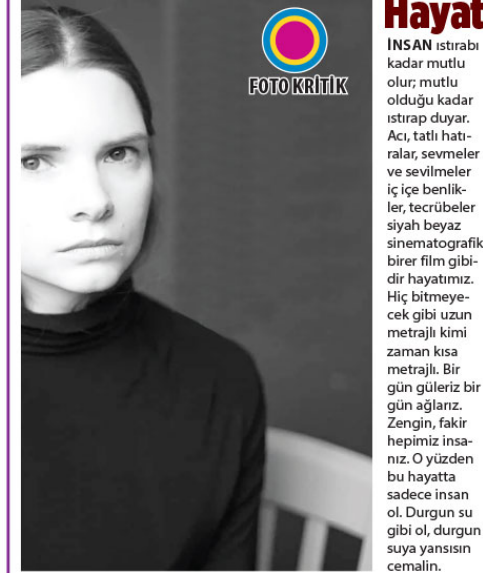 FOTO KRİTİK
Hayat
İNSAN ıstırabı
kadar mutlu
olur; mutlu
olduğu kadar
ıstırap duyar.
Acı, tatlı hatı-
ralar, sevmeler
ve sevilmeler
iç içe benlik-
ler, tecrübeler
siyah beyaz
sinematografik
birer film gibi-
dir hayatımız.
Hiç bitmeye-
cek gibi uzun
metrajlı kimi
zaman kısa
metrajlı. Bir
gün güleriz bir
gün ağlarız.
Zengin, fakir
hepimiz insa-
nız. O yüzden
bu hayatta
sadece insan
ol. Durgun su
gibi ol, durgun
suya yansısın
cemalin.